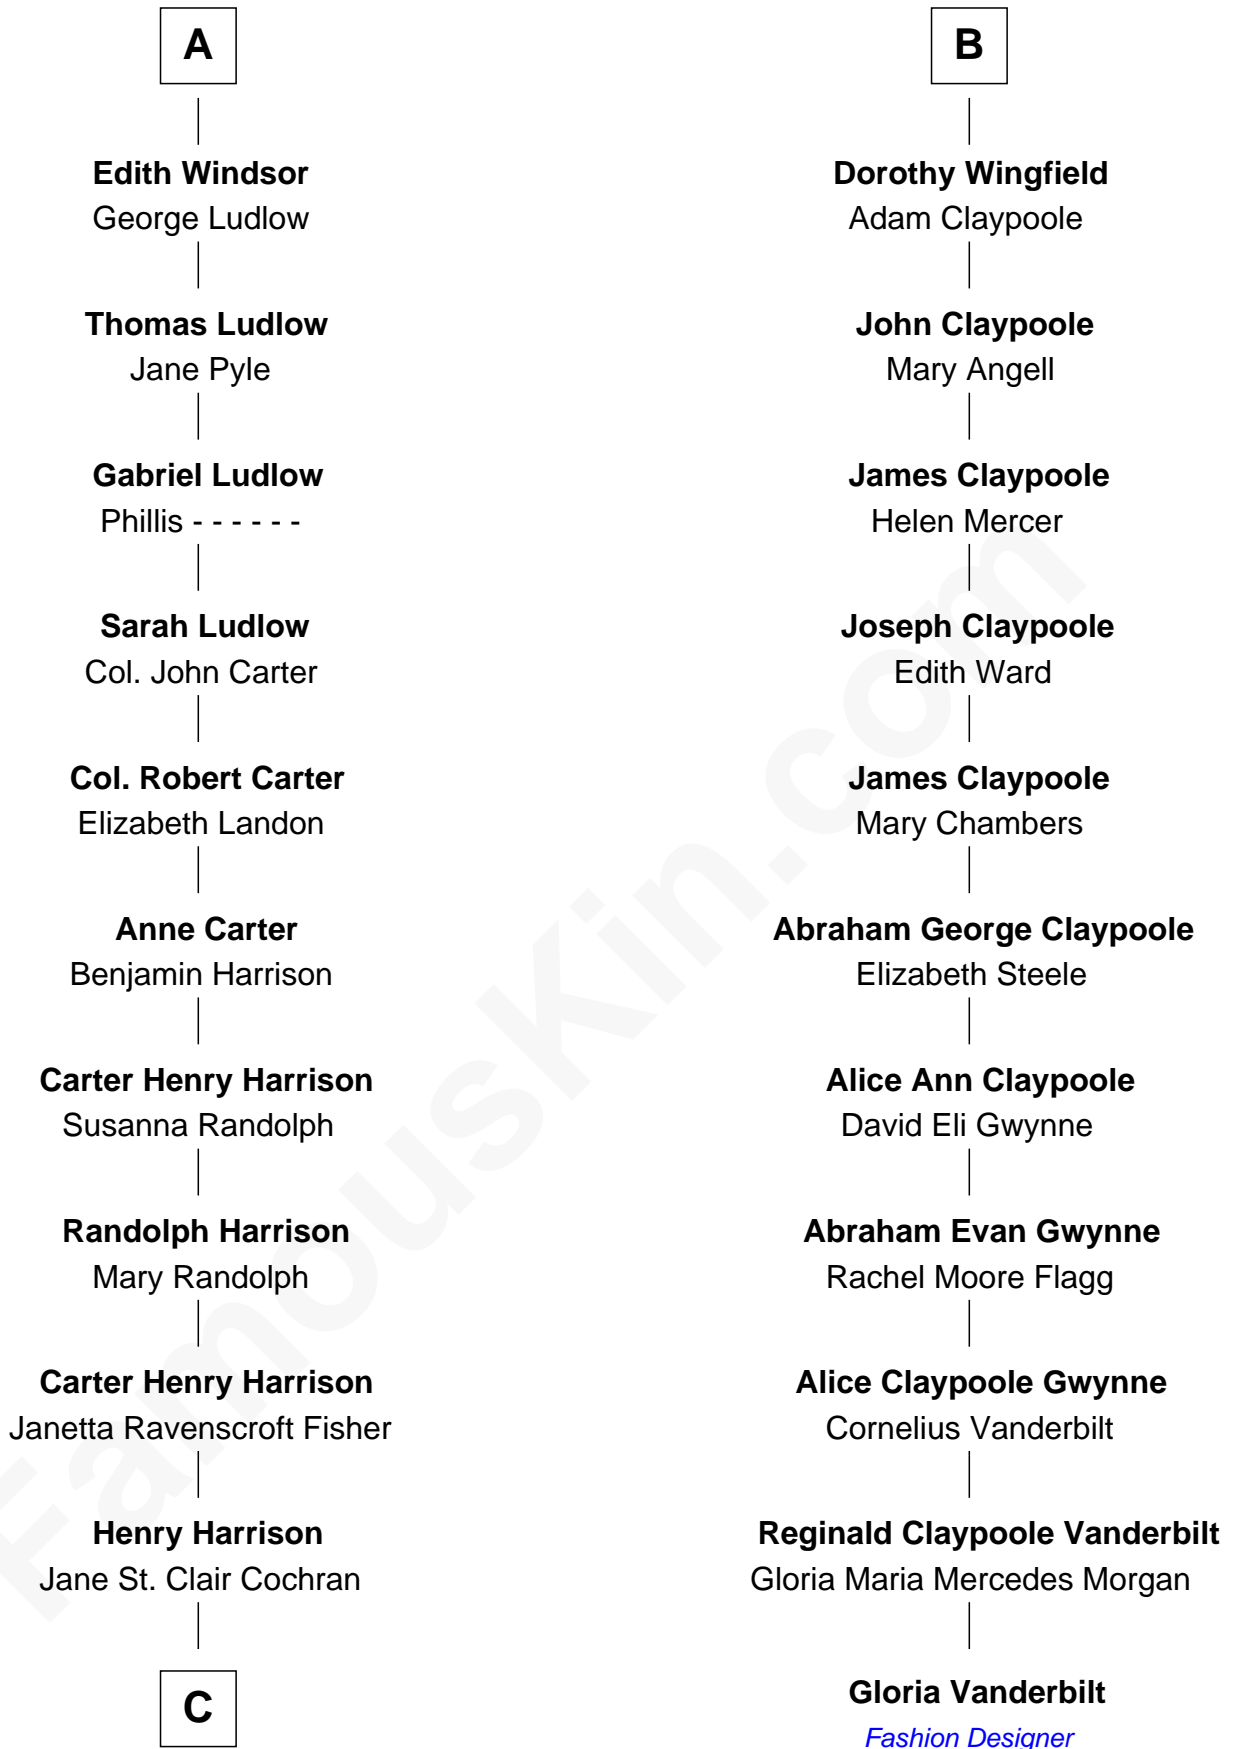 A
Edith Windsor
George Ludlow
Thomas Ludlow
Jane Pyle
Gabriel Ludlow
Phillis - - - - - -
Sarah Ludlow
Col. John Carter
Col. Robert Carter
Elizabeth Landon
Anne Carter
Benjamin Harrison
Carter Henry Harrison
Susanna Randolph
Randolph Harrison
Mary Randolph
Carter Henry Harrison
Janetta Ravenscroft Fisher
Henry Harrison
Jane St. Clair Cochran
C
B
Dorothy Wingfield
Adam Claypoole
John Claypoole
Mary Angell
James Claypoole
Helen Mercer
Joseph Claypoole
Edith Ward
James Claypoole
Mary Chambers
Abraham George Claypoole
Elizabeth Steele
Alice Ann Claypoole
David Eli Gwynne
Abraham Evan Gwynne
Rachel Moore Flagg
Alice Claypoole Gwynne
Cornelius Vanderbilt
Reginald Claypoole Vanderbilt
Gloria Maria Mercedes Morgan
Gloria Vanderbilt
Fashion Designer
FamousKin.com